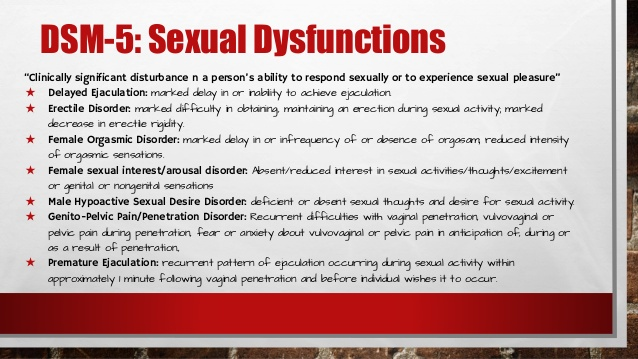 DSM-5: Sexual Dysfunctions
"Clinically significant disturbance n a person's ability to respond sexually or to experience sexual pleasure"
★ Delayed Ejaculation: marked delay in or inability to achieve ejaculation.
★ Erectile Disorder: marked difficulty in obtaining, maintaining an erection during sexual activity; marked
decrease in erectile rigidity.
★ Female Orgasmic Disorder: marked delay in or infrequency of or absence of orgasm, reduced intensity
of orgasmic sensations.
★ Female sexual interest/arousal disorder: Absent/reduced interest in sexual activities/thoughts/excitement
or genital or nongenital sensations
★ Male Hypoactive Sexual Desire Disorder: deficient or absent sexual thoughts and desire for sexual activity.
★ Genito-Pelvic Pain/Penetration Disorder: Recurrent difficulties with vaginal penetration, vulvovaginal or
pelvic pain during penetration, fear or anxiety about vulvovaginal or pelvic pain in anticipation of, during or
as a result of penetration,
★ Premature Ejaculation: recurrent pattern of ejaculation occurring during sexual activity within
approximately 1 minute following vaginal penetration and before individual wishes it to occur.